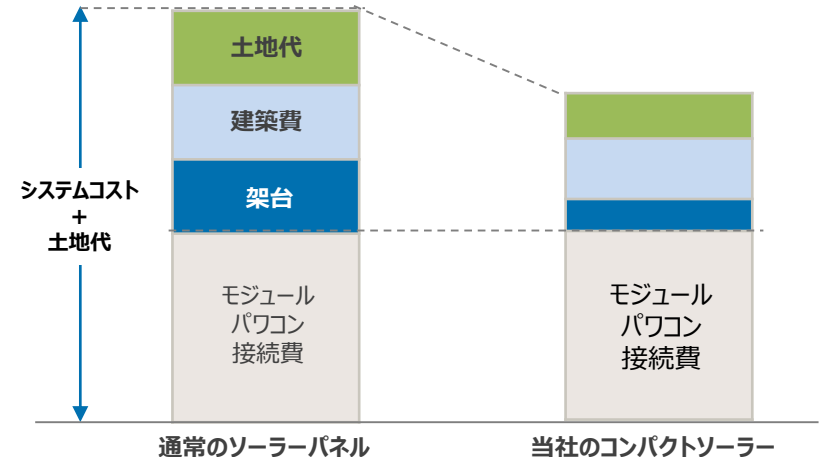 システムコスト
+
土地代
土地代
建築費
架台
モジュール
パワコン
接続費
モジュール
パワコン
接続費
通常のソーラーパネル
当社のコンパクトソーラー